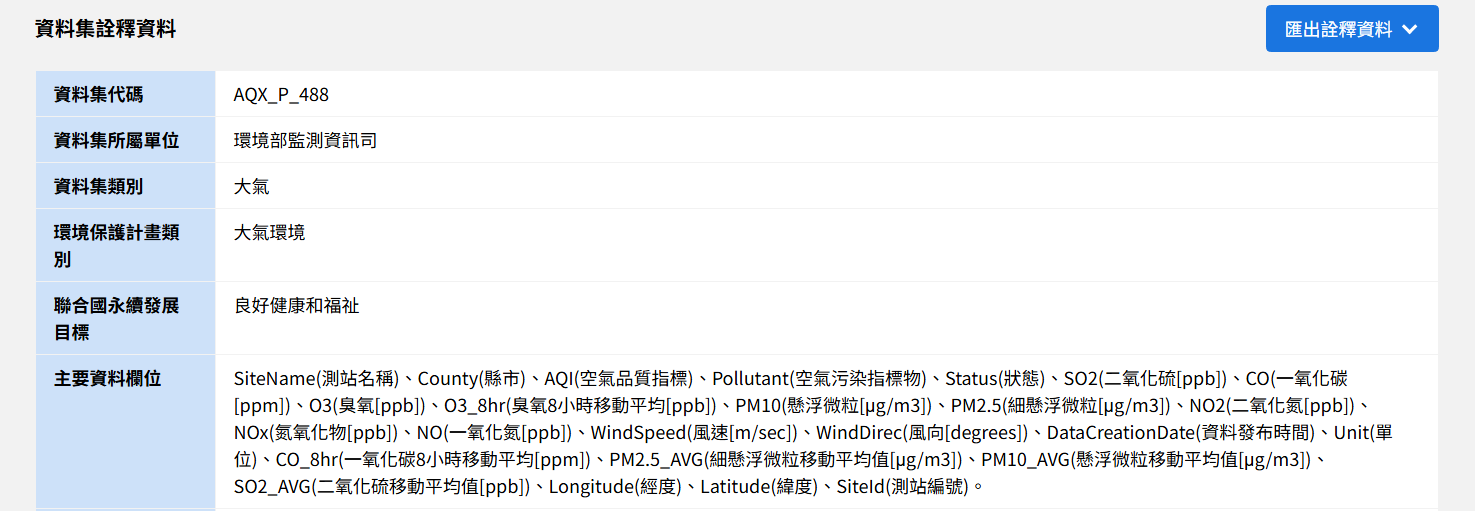 資料集詮釋資料
匯出詮釋資料
資料集代碼
AQX_P_488
資料集所屬單位
環境部監測資訊司
資料集類別
大氣
環境保護計畫類
別
大氣環境
聯合國永續發展
目標
良好健康和福祉
主要資料欄位
SiteName(測站名稱)、County(縣市)、AQI(空氣品質指標)、Pollutant(空氣污染指標物)、Status(狀態)、SO2(二氧化硫[ppb])、CO(一氧化碳
[ppm])、O3(臭氧[ppb])、O3_8hr(臭氧8小時移動平均[ppb])、PM10(懸浮微粒[μg/m3])、PM2.5(細懸浮微粒[μg/m3])、NO2(二氧化氮[ppb])、
NOx(氮氧化物[ppb])、NO(一氧化氮[ppb])、WindSpeed(風速[m/sec])、WindDirec(風向[degrees])、DataCreationDate(資料發布時間)、Unit(單
位)、CO_8hr(一氧化碳8小時移動平均[ppm])、PM2.5_AVG(細懸浮微粒移動平均值[μg/m3])、PM10_AVG(懸浮微粒移動平均值[μg/m3])、
SO2_AVG(二氧化硫移動平均值[ppb])、Longitude(經度)、Latitude(緯度)、SiteId(測站編號)。